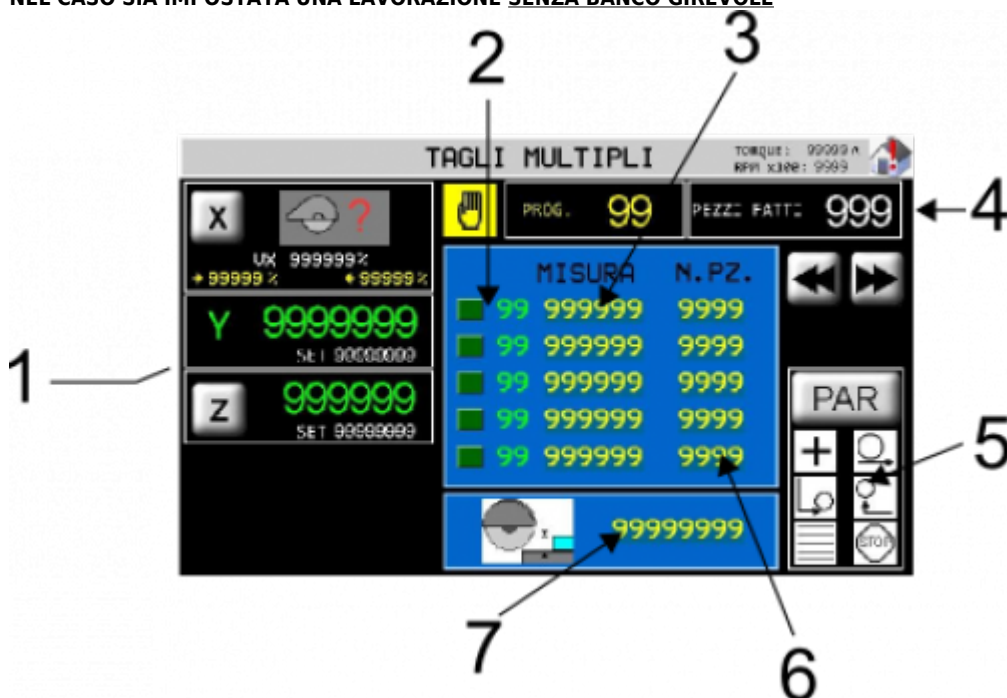 NEL CASO SIA IMPOSTATA UNA LAVORAZIONE SENZA BANCO GIREVOLE
2
3
TAGLI MULTIPLI
TORQUE: 99999 A
RPM x100: 9999
X
?
PROG. 99
PEZZI FATTI 999
4
VX 999999%
99999% 99999%
MISURA N.PZ.
Y 9999999
SET 99999999
99 999999 9999
99 999999 9999
99 999999 9999
99 999999 9999
99 999999 9999
1
Z 999999
SET 99999999
PAR
5
STOP
99999999
7
6